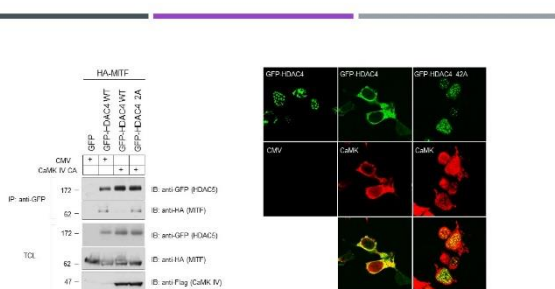 HA-MITF
GFP
GFP-HDAC4 WT
GFP-HDAC4 WT
GFP-HDAC4 2A
CMV + +
CaMK IV CA + +
IP: anti-GFP
172 - IB: anti-GFP (HDAC5)
62 - IB: anti-HA (MITF)
TCL
172 - IB: anti-GFP (HDAC5)
62 - IB: anti-HA (MITF)
47 - IB: anti-Flag (CaMK IV)
GFP-HDAC4 GFP-HDAC4 GFP-HDAC4 42A
CMV CaMK CaMK